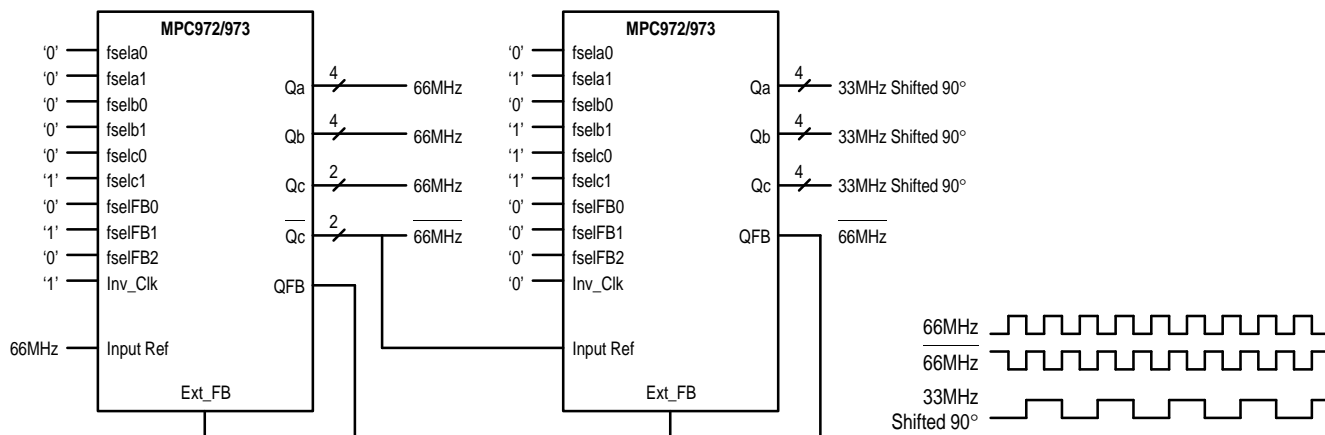 MPC972/973
‘0’ fsela0
‘0’ fsela1
‘0’ fselb0
‘0’ fselb1
‘0’ fselc0
‘1’ fselc1
‘0’ fselFB0
‘1’ fselFB1
‘0’ fselFB2
‘1’ Inv_Clk
66MHz Input Ref
Ext_FB
Qa 4 66MHz
Qb 4 66MHz
Qc 2 66MHz
Qc 2 66MHz
QFB
MPC972/973
‘0’ fsela0
‘1’ fsela1
‘0’ fselb0
‘1’ fselb1
‘1’ fselc0
‘1’ fselc1
‘0’ fselFB0
‘0’ fselFB1
‘0’ fselFB2
‘0’ Inv_Clk
Input Ref
Ext_FB
Qa 4 33MHz Shifted 90°
Qb 4 33MHz Shifted 90°
Qc 4 33MHz Shifted 90°
QFB 66MHz
66MHz
66MHz
33MHz
Shifted 90°